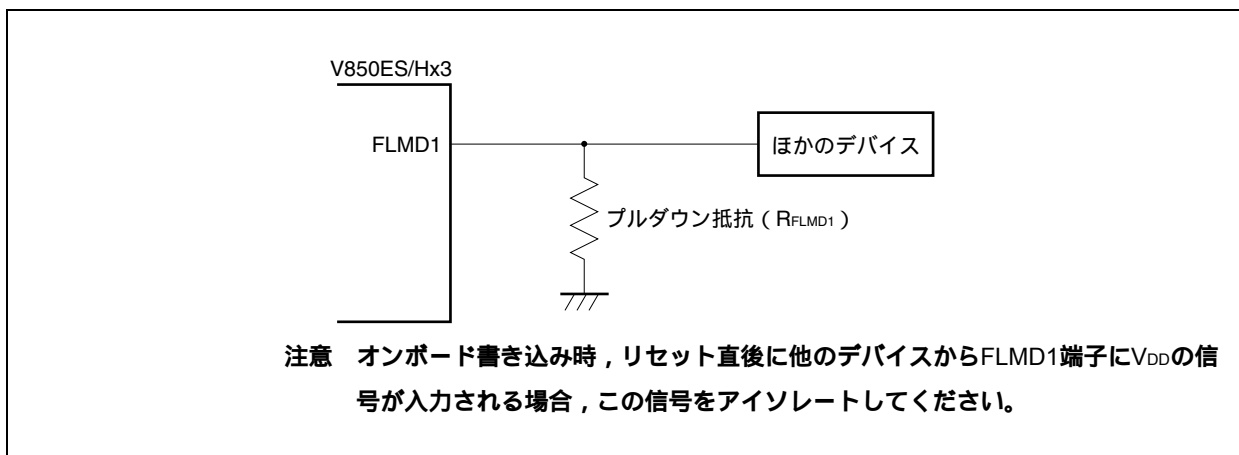 V850ES/Hx3
FLMD1
ほかのデバイス
プルダウン抵抗（RFLMD1）
注意　オンボード書き込み時，リセット直後に他のデバイスからFLMD1端子にVDDの信
号が入力される場合，この信号をアイソレートしてください。